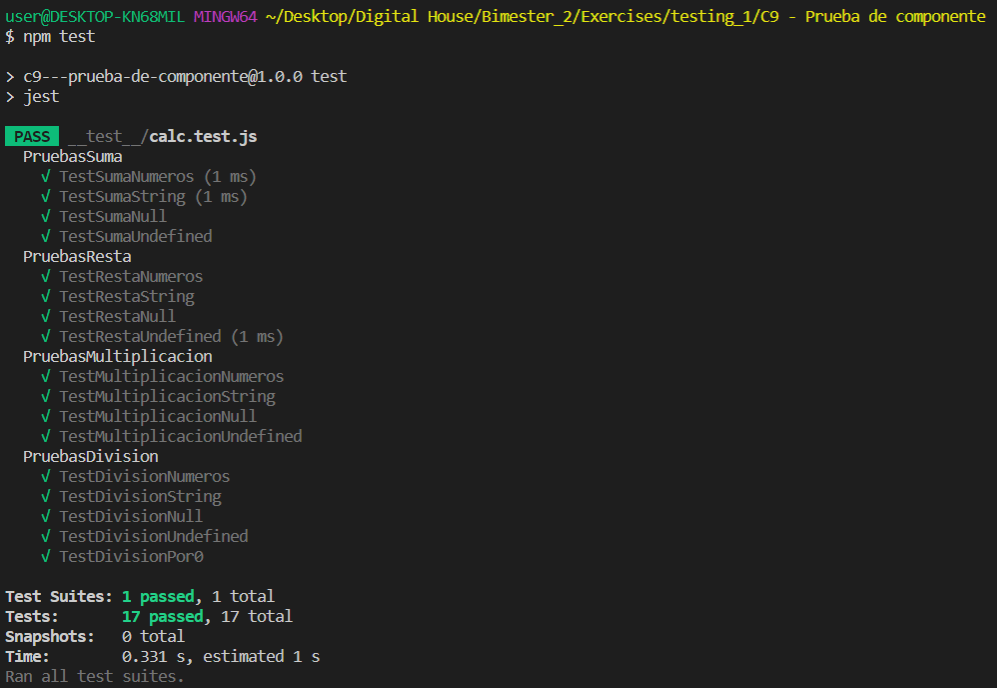 user@DESKTOP-KN68MIL MINGW64 ~/Desktop/Digital House/Bimester_2/Exercises/testing_1/C9 - Prueba de componente
$ npm test
> c9---prueba-de-componente@1.0.0 test
> jest
PASS __test__/calc.test.js
PruebasSuma
√ TestSumaNumeros (1 ms)
√ TestSumaString (1 ms)
√ TestSumaNull
√ TestSumaUndefined
PruebasResta
√ TestRestaNumeros
√ TestRestaString
√ TestRestaNull
√ TestRestaUndefined (1 ms)
PruebasMultiplicacion
√ TestMultiplicacionNumeros
√ TestMultiplicacionString
√ TestMultiplicacionNull
√ TestMultiplicacionUndefined
PruebasDivision
√ TestDivisionNumeros
√ TestDivisionString
√ TestDivisionNull
√ TestDivisionUndefined
√ TestDivisionPor0
Test Suites: 1 passed, 1 total
Tests: 17 passed, 17 total
Snapshots: 0 total
Time: 0.331 s, estimated 1 s
Ran all test suites.